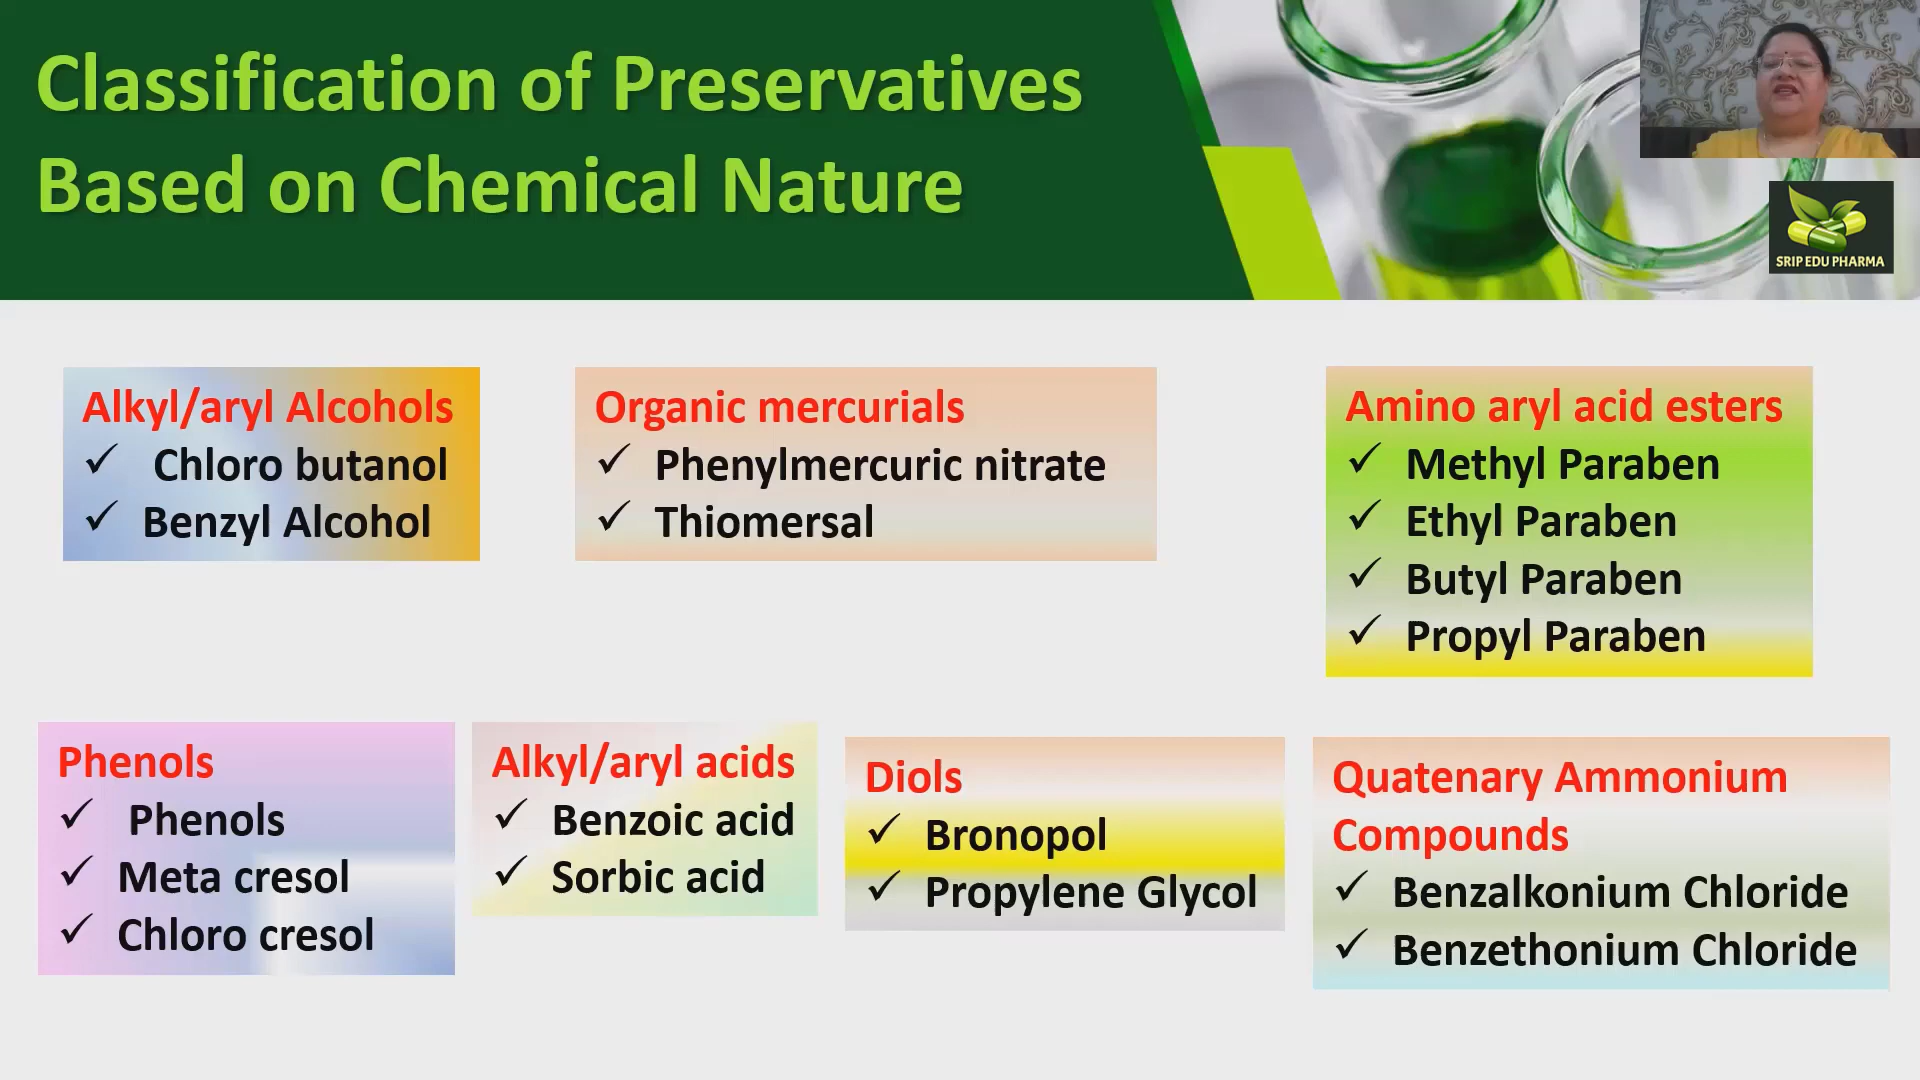 Classification of Preservatives
Based on Chemical Nature
SRIP EDU PHARMA
Alkyl/aryl Alcohols
✓ Chloro butanol
✓ Benzyl Alcohol
Organic mercurials
✓ Phenylmercuric nitrate
✓ Thiomersal
Amino aryl acid esters
✓ Methyl Paraben
✓ Ethyl Paraben
✓ Butyl Paraben
✓ Propyl Paraben
Phenols
✓ Phenols
✓ Meta cresol
✓ Chloro cresol
Alkyl/aryl acids
✓ Benzoic acid
✓ Sorbic acid
Diols
✓ Bronopol
✓ Propylene Glycol
Quatenary Ammonium
Compounds
✓ Benzalkonium Chloride
✓ Benzethonium Chloride